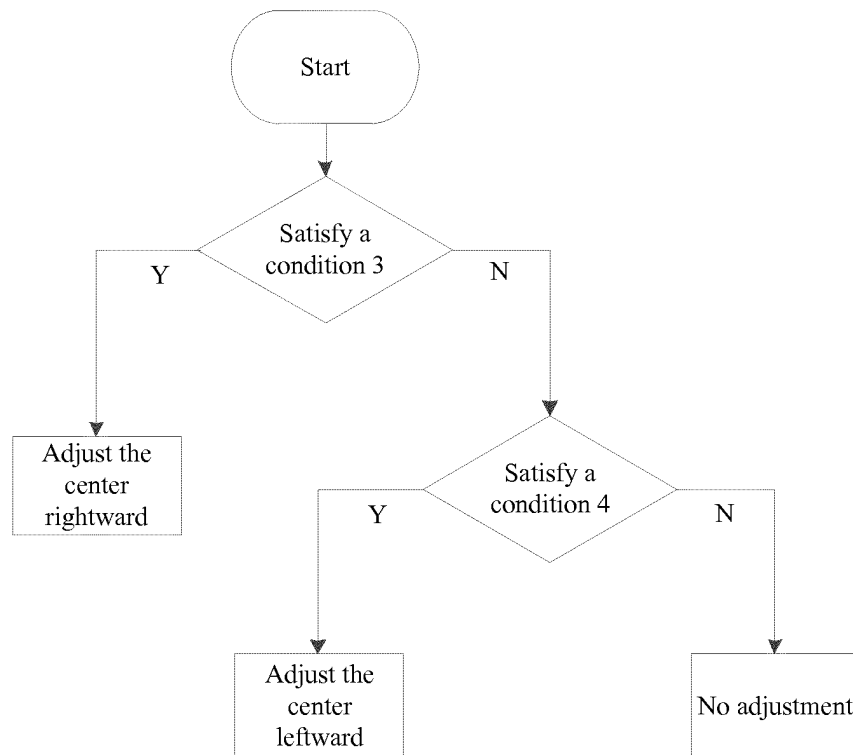 Start
Satisfy a
condition 3
Y
N
Adjust the
center
rightward
Satisfy a
condition 4
Y
N
Adjust the
center
leftward
No adjustment